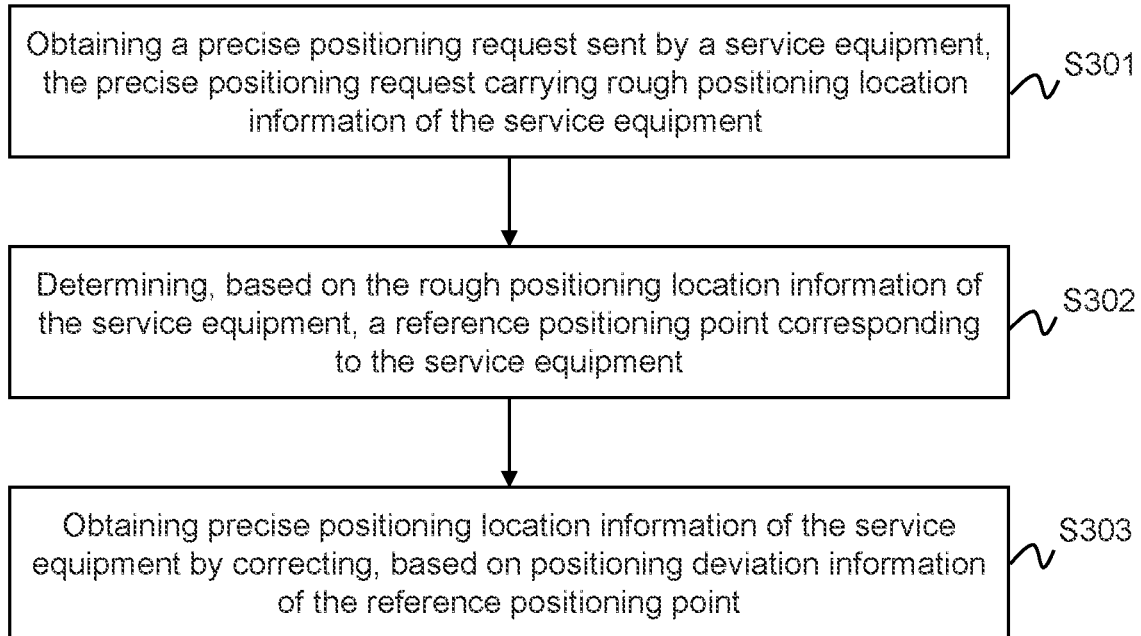 Obtaining a precise positioning request sent by a service equipment,
the precise positioning request carrying rough positioning location
information of the service equipment
S301
Determining, based on the rough positioning location information of
the service equipment, a reference positioning point corresponding
to the service equipment
S302
Obtaining precise positioning location information of the service
equipment by correcting, based on positioning deviation information
of the reference positioning point
S303